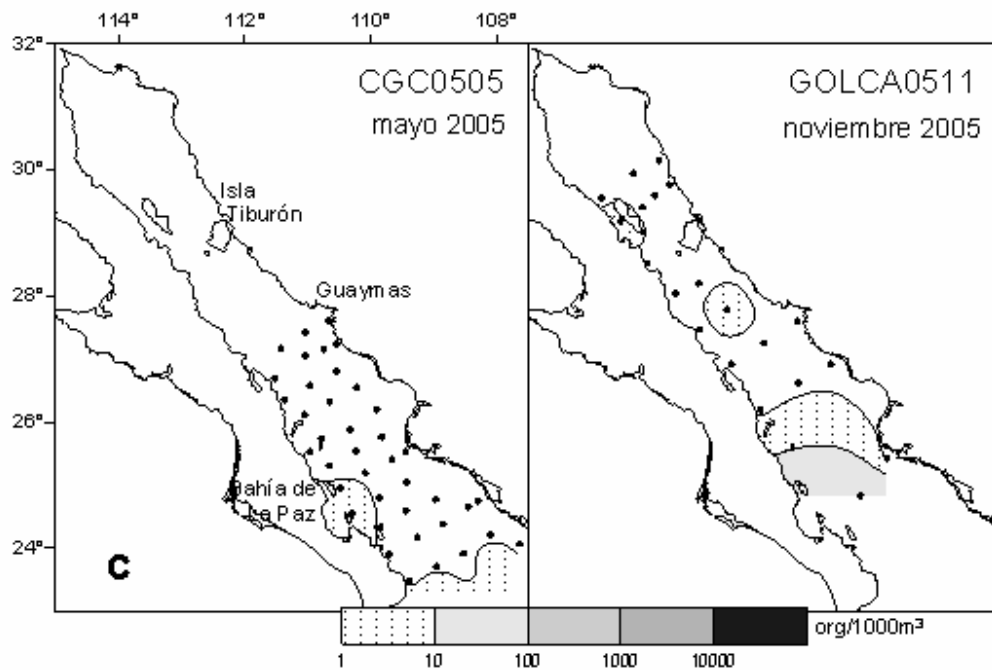 114° 112° 110° 108°
32°
CGC0505
mayo 2005
GOLCA0511
noviembre 2005
30°
Isla
Tiburón
28°
Guaymas
26°
Bahía de
La Paz
24°
C
org/1000m³
1 10 100 1000 10000